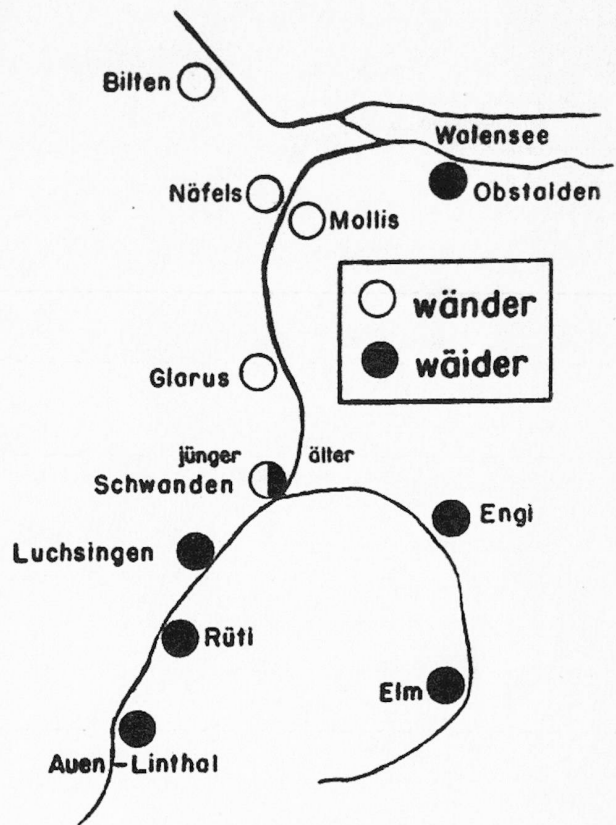 Bilten
Walensee
Näfels
Obstalden
Mollis
wänder
wäider
Glarus
jünger älter
Schwanden
Engi
Luchsingen
Rüti
Elm
Auen-Linthal